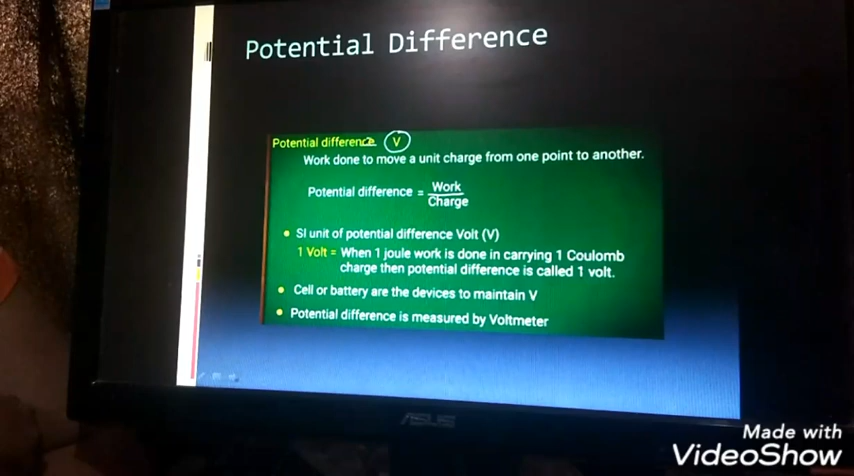 Potential Difference
Potential difference V
Work done to move a unit charge from one point to another.
Potential difference = Work
Charge
SI unit of potential difference Volt (V)
1 Volt = When 1 joule work is done in carrying 1 Coulomb
charge then potential difference is called 1 volt.
Cell or battery are the devices to maintain V
Potential difference is measured by Voltmeter
ASUS
Made with
VideoShow